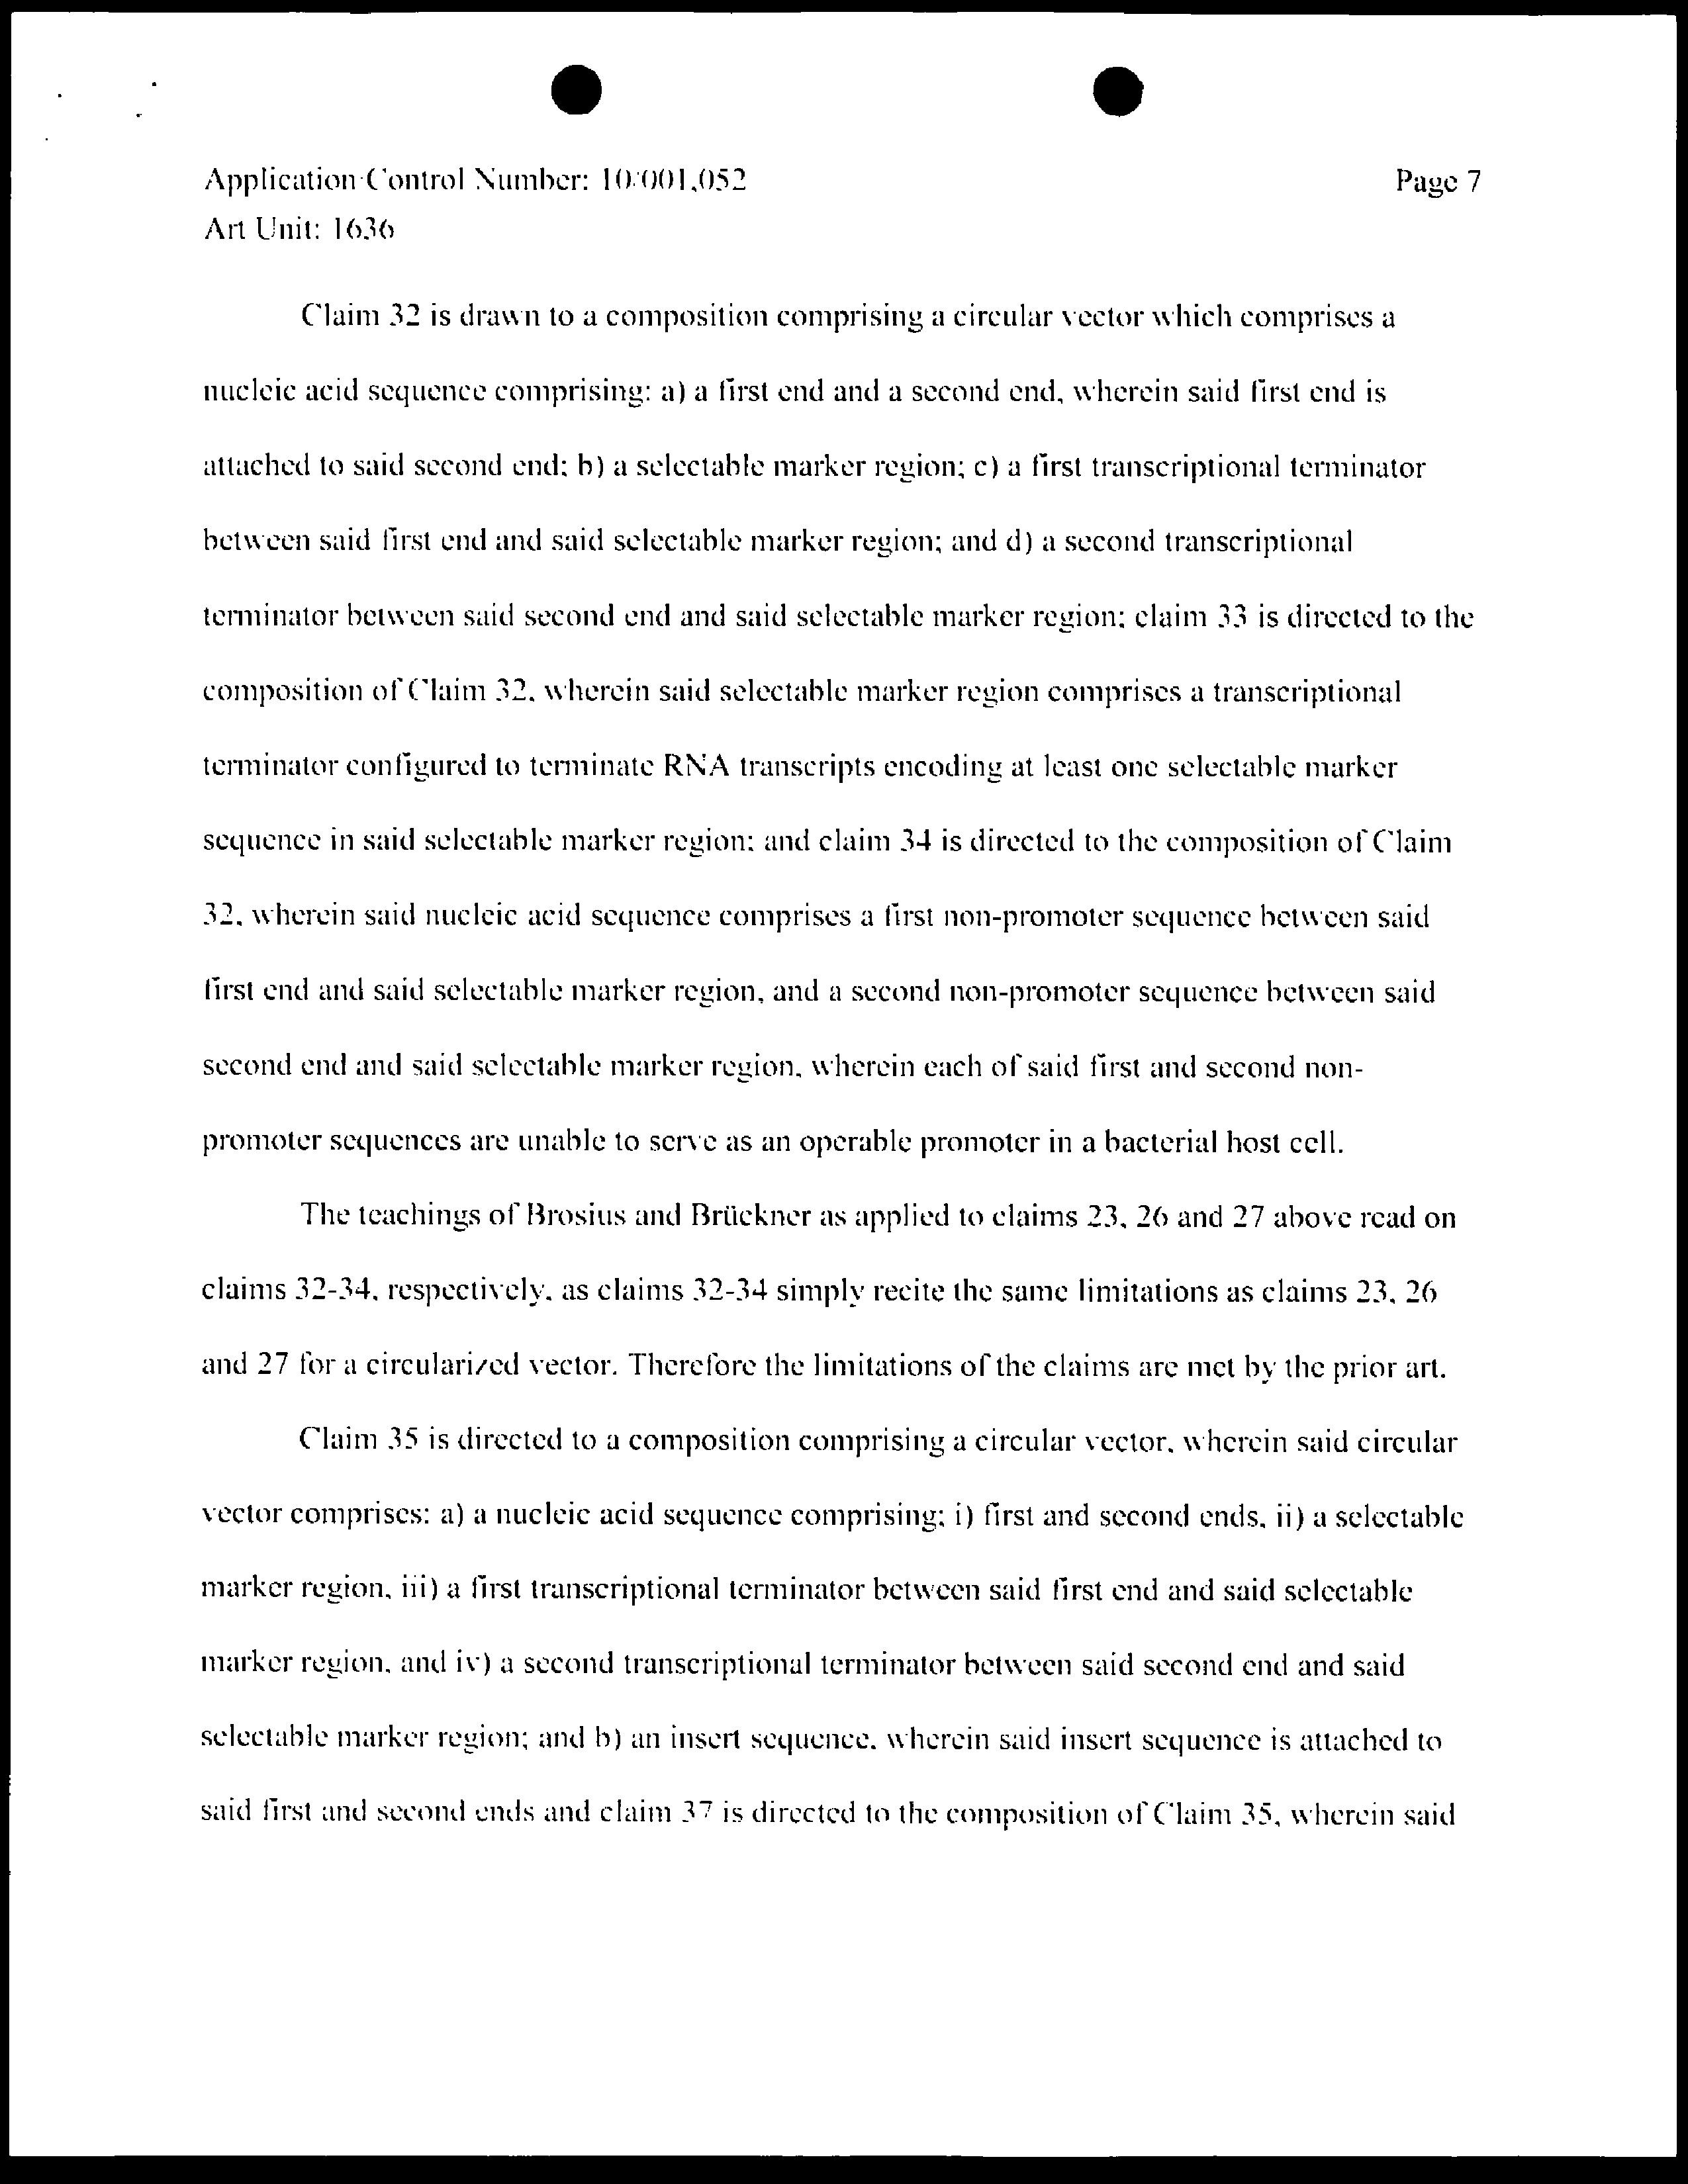 Application/Control Number: 10/001,052 Page 7
Art Unit: 1636
Claim 32 is drawn to a composition comprising a circular vector which comprises a
nucleic acid sequence comprising: a) a first end and a second end, wherein said first end is
attached to said second end; b) a selectable marker region; c) a first transcriptional terminator
between said first end and said selectable marker region; and d) a second transcriptional
terminator between said second end and said selectable marker region; claim 33 is directed to the
composition of Claim 32, wherein said selectable marker region comprises a transcriptional
terminator configured to terminate RNA transcripts encoding at least one selectable marker
sequence in said selectable marker region; and claim 34 is directed to the composition of Claim
32, wherein said nucleic acid sequence comprises a first non-promoter sequence between said
first end and said selectable marker region, and a second non-promoter sequence between said
second end and said selectable marker region, wherein each of said first and second non-
promoter sequences are unable to serve as an operable promoter in a bacterial host cell.
The teachings of Brosius and Brückner as applied to claims 23, 26 and 27 above read on
claims 32-34, respectively, as claims 32-34 simply recite the same limitations as claims 23, 26
and 27 for a circularized vector. Therefore the limitations of the claims are met by the prior art.
Claim 35 is directed to a composition comprising a circular vector, wherein said circular
vector comprises: a) a nucleic acid sequence comprising; i) first and second ends, ii) a selectable
marker region, iii) a first transcriptional terminator between said first end and said selectable
marker region, and iv) a second transcriptional terminator between said second end and said
selectable marker region; and b) an insert sequence, wherein said insert sequence is attached to
said first and second ends and claim 37 is directed to the composition of Claim 35, wherein said